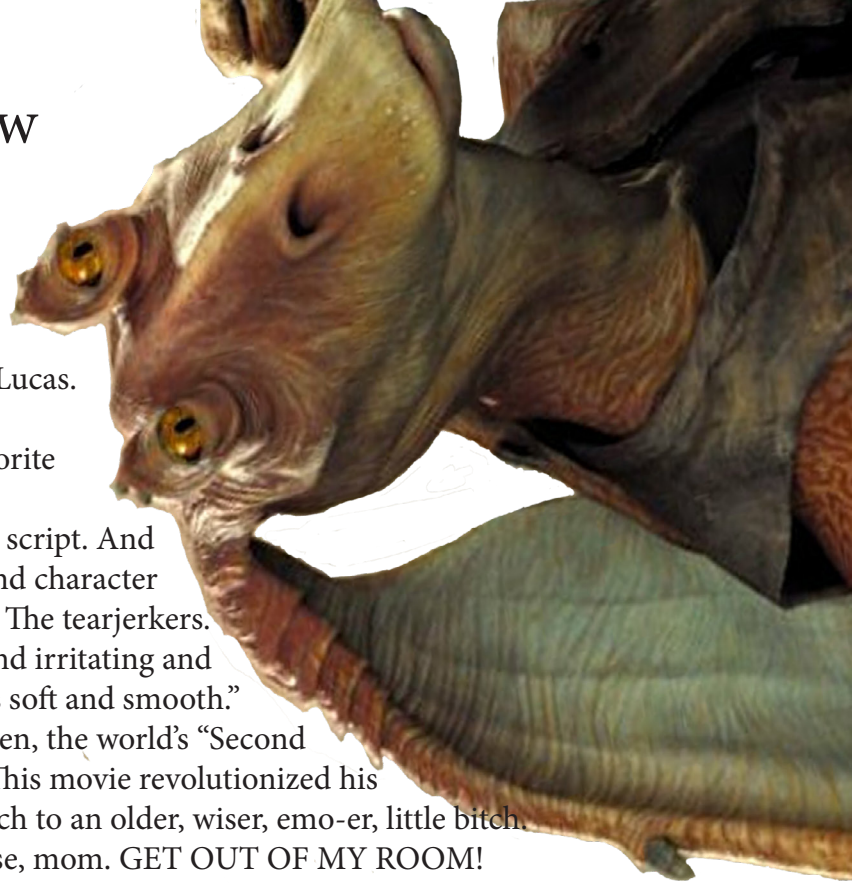 w
Lucas.
orite
script. And
nd character
The tearjerkers.
nd irritating and
soft and smooth.”
en, the world’s “Second
This movie revolutionized his
ch to an older, wiser, emo-er, little bitch.
se, mom. GET OUT OF MY ROOM!